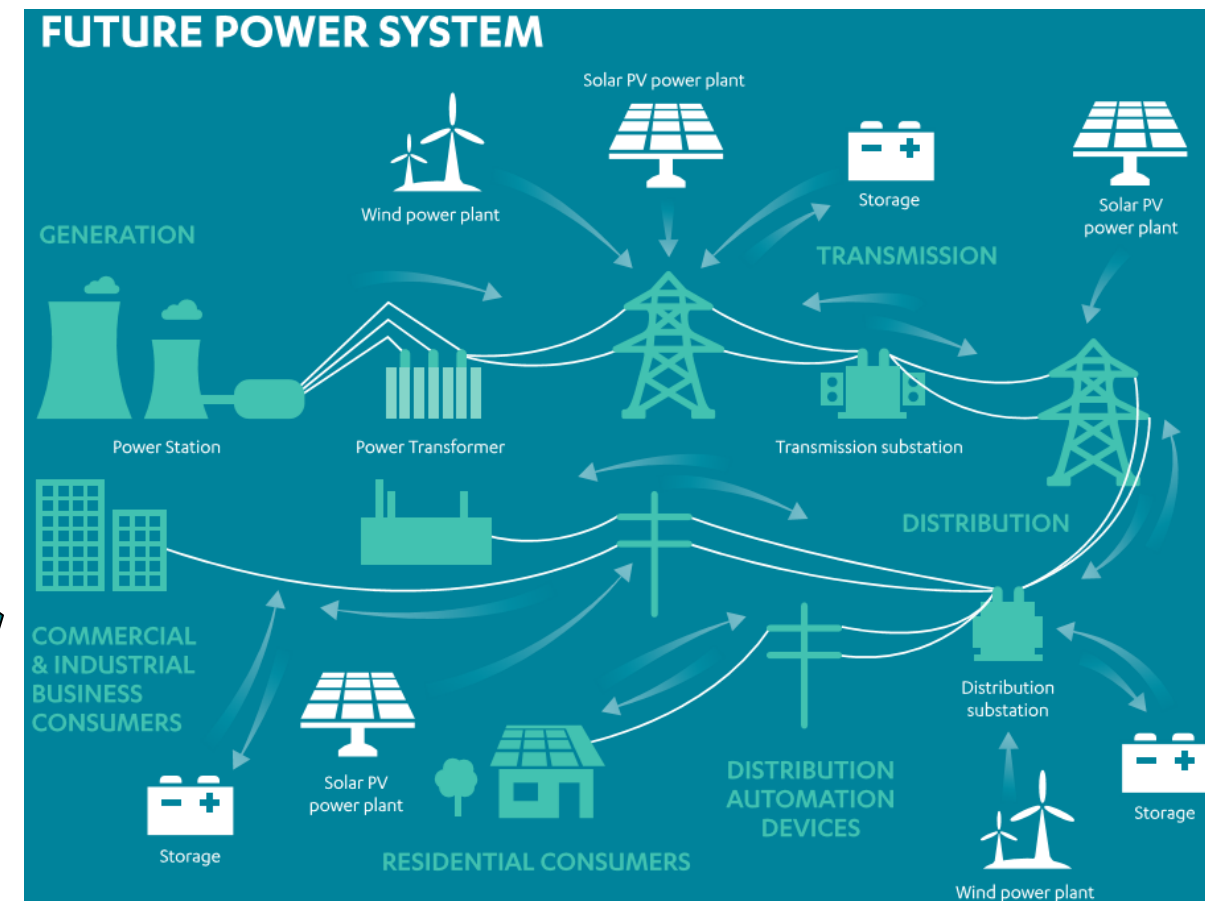 FUTURE POWER SYSTEM
Solar PV power plant
Wind power plant
Storage
Solar PV
power plant
GENERATION
TRANSMISSION
Power Station
Power Transformer
Transmission substation
DISTRIBUTION
COMMERCIAL
& INDUSTRIAL
BUSINESS
CONSUMERS
Distribution
substation
Solar PV
power plant
DISTRIBUTION
AUTOMATION
DEVICES
Storage
Storage
RESIDENTIAL CONSUMERS
Wind power plant